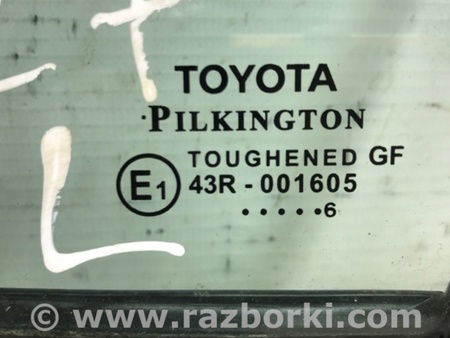 TOYOTA
PILKINGTON
TOUGHENED GF
E1 43R - 001605
.....6
L
© www.razborki.com